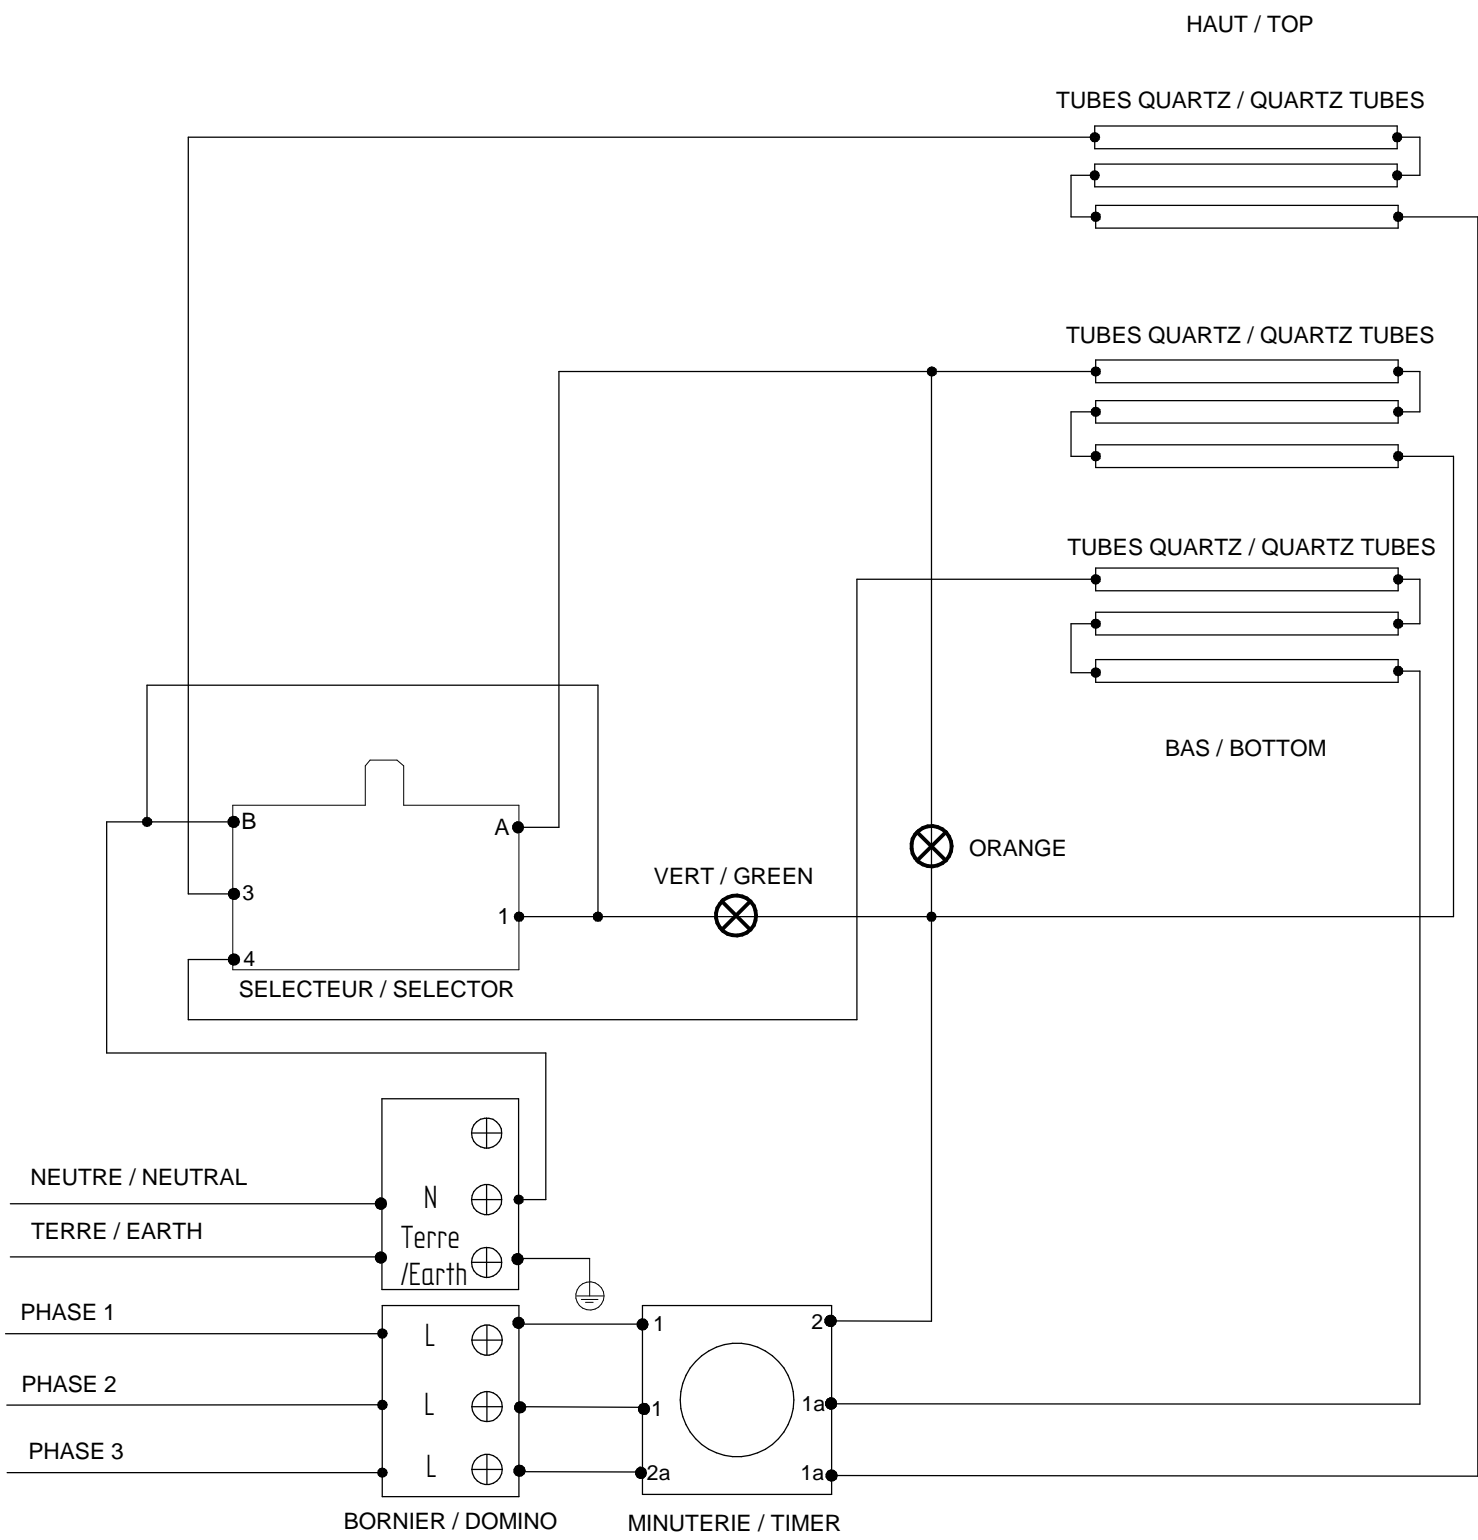 HAUT / TOP
TUBES QUARTZ / QUARTZ TUBES
TUBES QUARTZ / QUARTZ TUBES
TUBES QUARTZ / QUARTZ TUBES
BAS / BOTTOM
B
A
ORANGE
VERT / GREEN
3
1
4
SELECTEUR / SELECTOR
NEUTRE / NEUTRAL
N
TERRE / EARTH
Terre
/Earth
PHASE 1
L
1
2
PHASE 2
L
1
1a
PHASE 3
L
2a
1a
BORNIER / DOMINO
MINUTERIE / TIMER